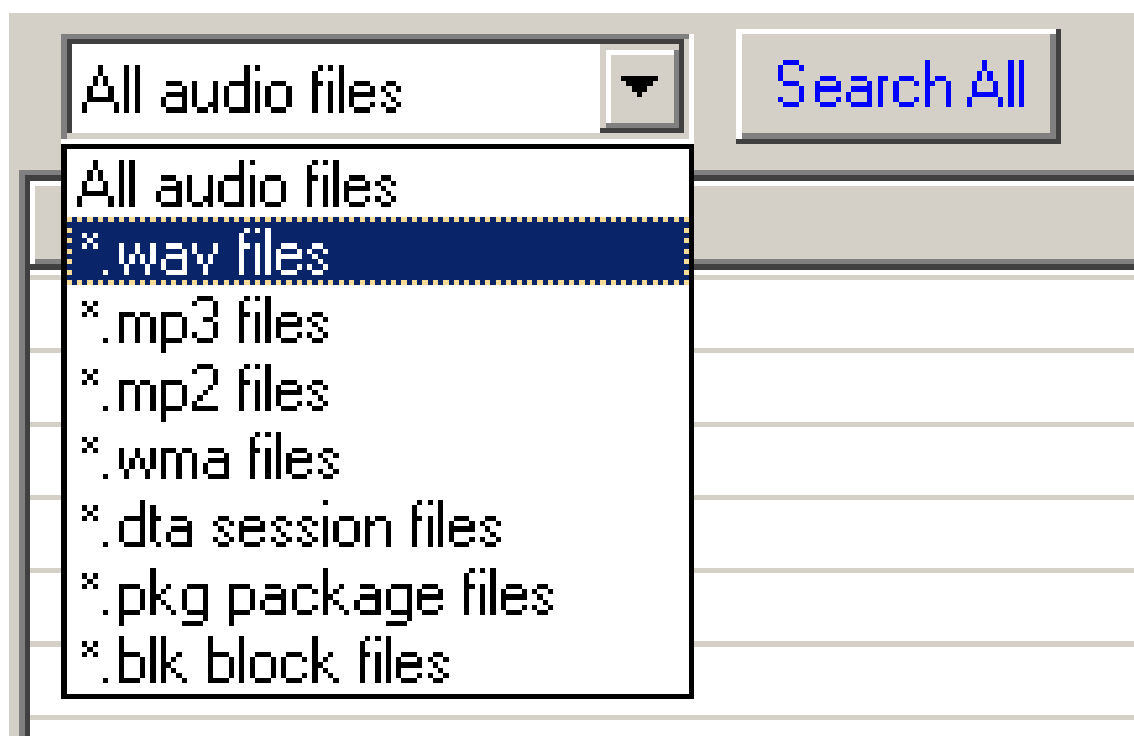 All audio files
Search All
All audio files
*.wav files
*.mp3 files
*.mp2 files
*.wma files
*.dta session files
*.pkg package files
*.blk block files